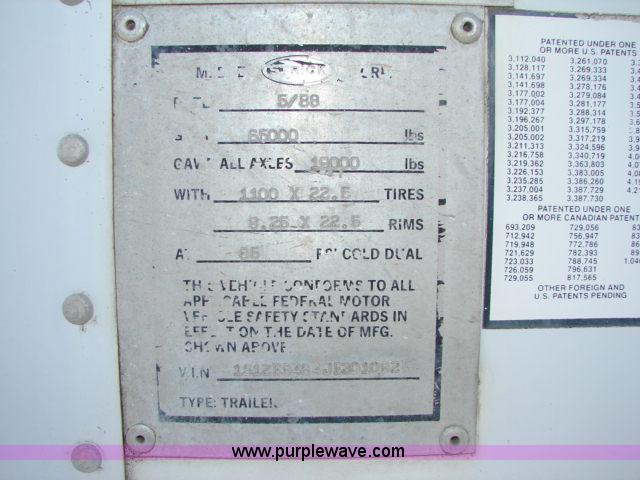 5/88
65000 lbs
ALL AXLES 19000 lbs
WITH 1100 X 22.5 TIRES
8.25 X 22.5 RIMS
85 COLD DUAL
CONFORMS TO ALL
FEDERAL MOTOR
SAFETY STANDARDS IN
ON THE DATE OF MFG.
ABOVE
V.I.N
TYPE: TRAILER
PATENTED UNDER ONE
OR MORE U.S. PATENTS
3,112,040 3,261,070
3,128,117 3,269,333
3,141,697 3,269,334
3,141,698 3,278,176
3,177,002 3,279,084
3,177,004 3,281,177
3,192,377 3,288,314
3,196,267 3,297,178
3,205,001 3,315,759
3,205,002 3,317,219
3,211,313 3,324,596
3,216,758 3,340,719
3,219,362 3,363,803
3,226,153 3,383,005
3,235,285 3,386,260
3,237,004 3,387,729
3,238,365 3,387,730
PATENTED UNDER ONE
OR MORE CANADIAN PATENT
693,209 729,056
712,942 756,947
719,948 772,786
721,629 782,393
723,033 788,745
726,059 796,631
729,055 817,565
OTHER FOREIGN AND
U.S. PATENTS PENDING
www.purplewave.com